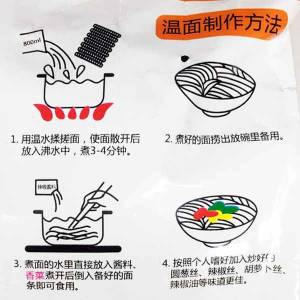 温面制作方法
800ml
1. 用温水揉搓面，使面散开后
放入沸水中，煮3-4分钟。
2. 煮好的面捞出放碗里备用。
3. 煮面的水里直接放入酱料、
香菜煮开后倒入备好的面
条即可食用。
4. 按照个人嗜好加入炒好的
圆葱丝、辣椒丝、胡萝卜丝、
辣椒油等味道更佳。